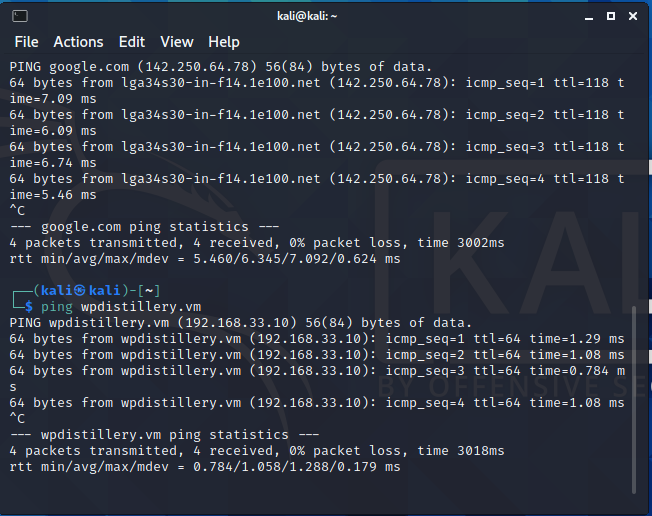 kali@kali: ~
File Actions Edit View Help
PING google.com (142.250.64.78) 56(84) bytes of data.
64 bytes from lga34s30-in-f14.1e100.net (142.250.64.78): icmp_seq=1 ttl=118 t
ime=7.09 ms
64 bytes from lga34s30-in-f14.1e100.net (142.250.64.78): icmp_seq=2 ttl=118 t
ime=6.09 ms
64 bytes from lga34s30-in-f14.1e100.net (142.250.64.78): icmp_seq=3 ttl=118 t
ime=6.74 ms
64 bytes from lga34s30-in-f14.1e100.net (142.250.64.78): icmp_seq=4 ttl=118 t
ime=5.46 ms
^C
--- google.com ping statistics ---
4 packets transmitted, 4 received, 0% packet loss, time 3002ms
rtt min/avg/max/mdev = 5.460/6.345/7.092/0.624 ms
┌──(kali㉿kali)-[~]
└─$ ping wpdistillery.vm
PING wpdistillery.vm (192.168.33.10) 56(84) bytes of data.
64 bytes from wpdistillery.vm (192.168.33.10): icmp_seq=1 ttl=64 time=1.29 ms
64 bytes from wpdistillery.vm (192.168.33.10): icmp_seq=2 ttl=64 time=1.08 ms
64 bytes from wpdistillery.vm (192.168.33.10): icmp_seq=3 ttl=64 time=0.784 m
s
64 bytes from wpdistillery.vm (192.168.33.10): icmp_seq=4 ttl=64 time=1.08 ms
^C
--- wpdistillery.vm ping statistics ---
4 packets transmitted, 4 received, 0% packet loss, time 3018ms
rtt min/avg/max/mdev = 0.784/1.058/1.288/0.179 ms
KAL
BY OFFENSIVE SE